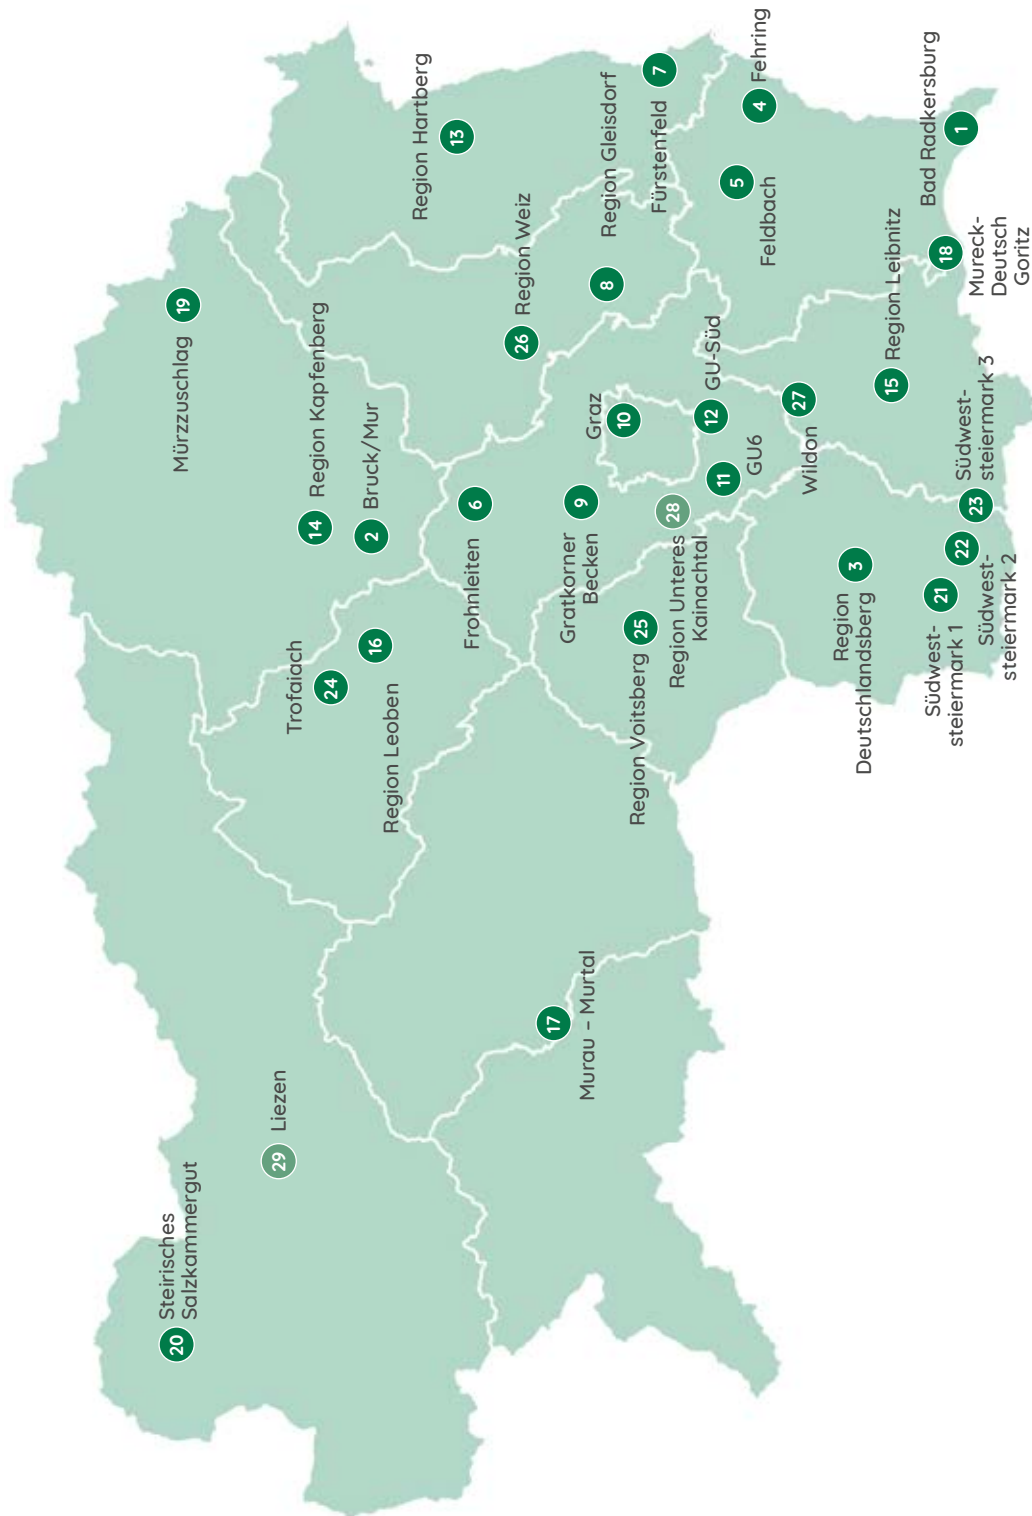 20
Steirisches
Salzkammergut
29
Liezen
19
Mürzzuschlag
14
Region Kapfenberg
2
Bruck/Mur
24
Trofaiach
16
Region Leoben
13
Region Hartberg
6
Frohnleiten
26
Region Weiz
17
Murau - Murtal
9
Gratkorner
Becken
10
Graz
8
Region Gleisdorf
7
Fürstenfeld
25
Region Voitsberg
28
Region Unteres
Kainachtal
11
GU6
12
GU-Süd
5
Feldbach
4
Fehring
27
Wildon
3
Region
Deutschlandsberg
15
Region Leibnitz
21
Südwest-
steiermark 1
22
Südwest-
steiermark 2
23
Südwest-
steiermark 3
18
Mureck-
Deutsch
Goritz
1
Bad Radkersburg